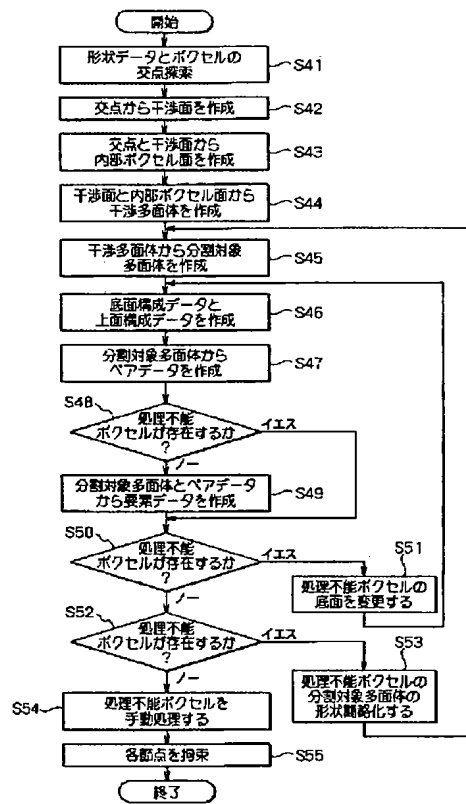 開始
形状データとボクセルの
交点探索
S41
交点から干渉面を作成
S42
交点と干渉面から
内部ボクセル面を作成
S43
干渉面と内部ボクセル面から
干渉多面体を作成
S44
干渉多面体から分割対象
多面体を作成
S45
底面構成データと
上面構成データを作成
S46
分割対象多面体から
ペアデータを作成
S47
S48
処理不能
ボクセルが存在するか
?
イエス
ノー
分割対象多面体とペアデータ
から要素データを作成
S49
S50
処理不能
ボクセルが存在するか
?
イエス
ノー
S51
処理不能ボクセルの
底面を変更する
S52
処理不能
ボクセルが存在するか
?
イエス
ノー
S53
処理不能ボクセルの
分割対象多面体の
形状簡略化する
S54
処理不能ボクセルを
手動処理する
各節点を拘束
S55
終了